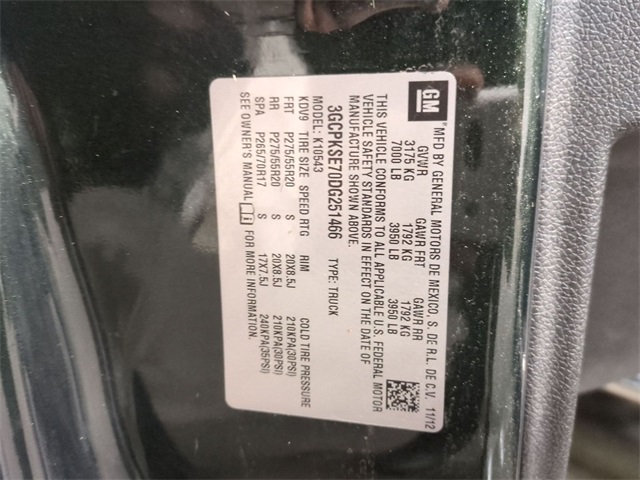 GM
MFD BY GENERAL MOTORS DE MEXICO, S. DE R.L. DE C.V. 11/12
GVWR GAWR FRT GAWR RR
3175 KG 1792 KG 1792 KG
7000 LB 3950 LB 3950 LB
THIS VEHICLE CONFORMS TO ALL APPLICABLE U.S. FEDERAL MOTOR
VEHICLE SAFETY STANDARDS IN EFFECT ON THE DATE OF
MANUFACTURE SHOWN ABOVE.
3GCPKSE70DG251466 TYPE: TRUCK
MODEL: K10543
KDV9 TIRE SIZE SPEED RTG RIM COLD TIRE PRESSURE
FRT P275/55R20 S 20X8.5J 210KPA(30PSI)
RR P275/55R20 S 20X8.5J 210KPA(30PSI)
SPA P265/70R17 S 17X7.5J 240KPA(35PSI)
SEE OWNER'S MANUAL FOR MORE INFORMATION.